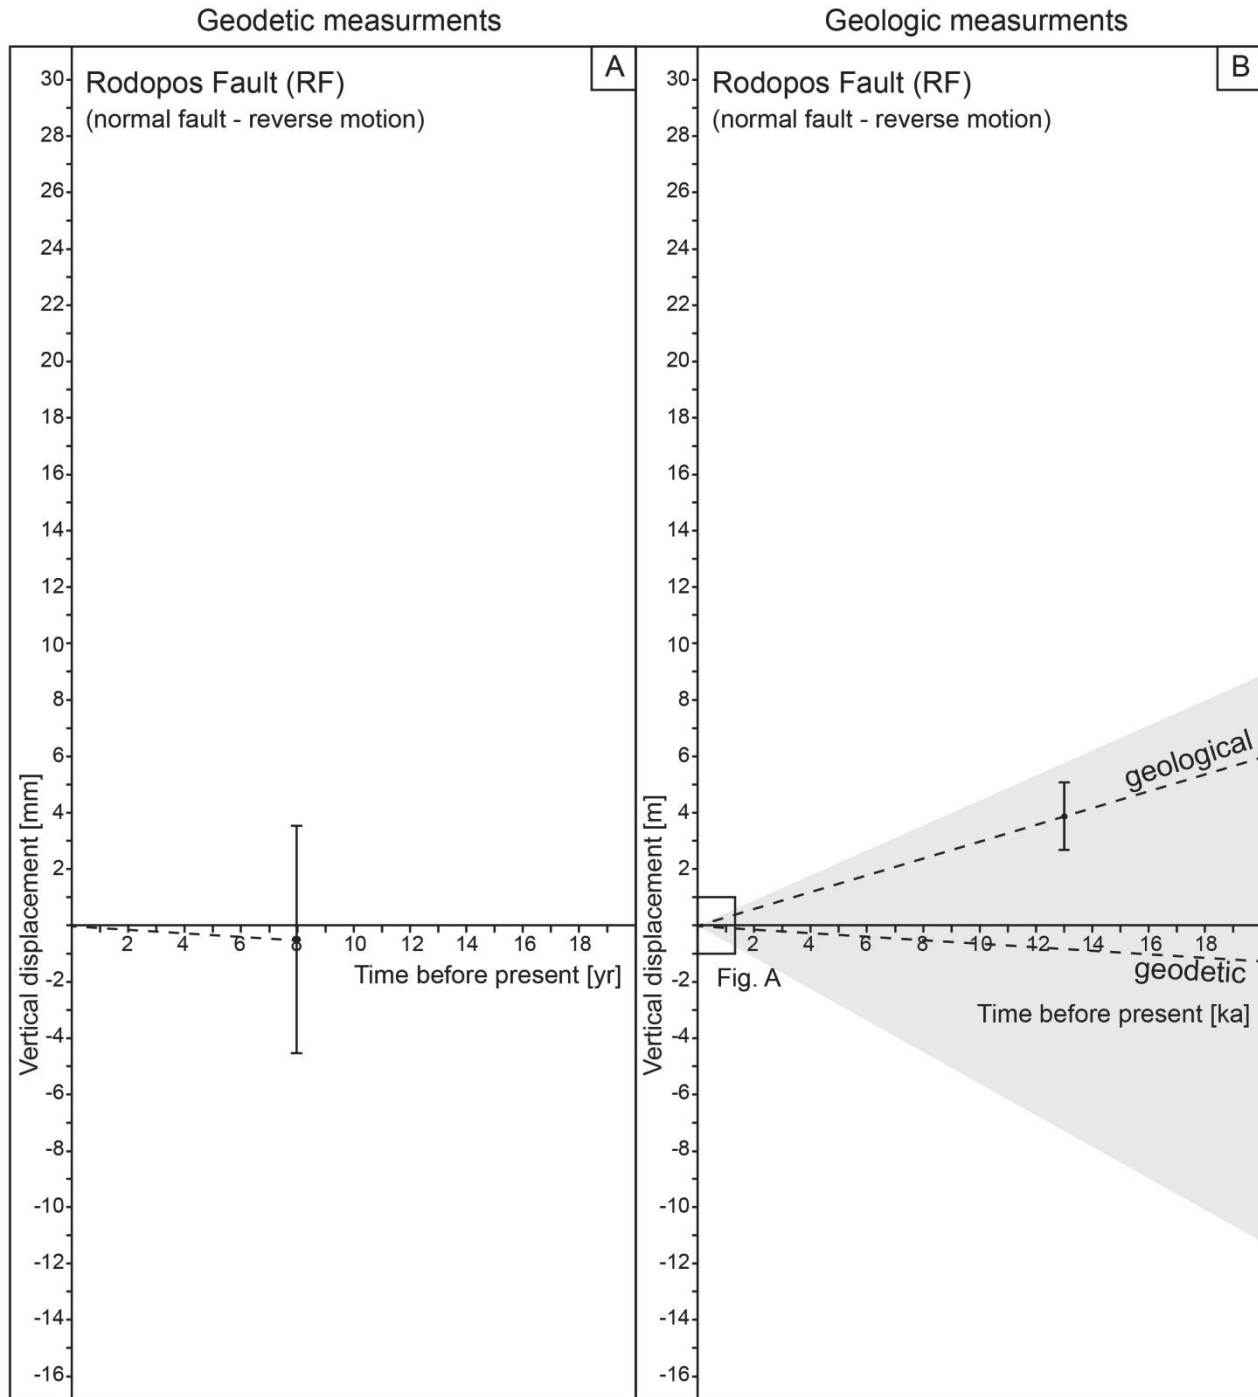 Geodetic measurments
Geologic measurments
A
Rodopos Fault (RF)
(normal fault - reverse motion)
30
28
26
24
22
20
18
16
14
12
10
8
6
4
2
-2
-4
-6
-8
-10
-12
-14
-16
Vertical displacement [mm]
2 4 6 8 10 12 14 16 18
Time before present [yr]
B
Rodopos Fault (RF)
(normal fault - reverse motion)
30
28
26
24
22
20
18
16
14
12
10
8
6
4
2
-2
-4
-6
-8
-10
-12
-14
-16
Vertical displacement [m]
geological
2 4 6 8 10 12 14 16 18
Fig. A
geodetic
Time before present [ka]